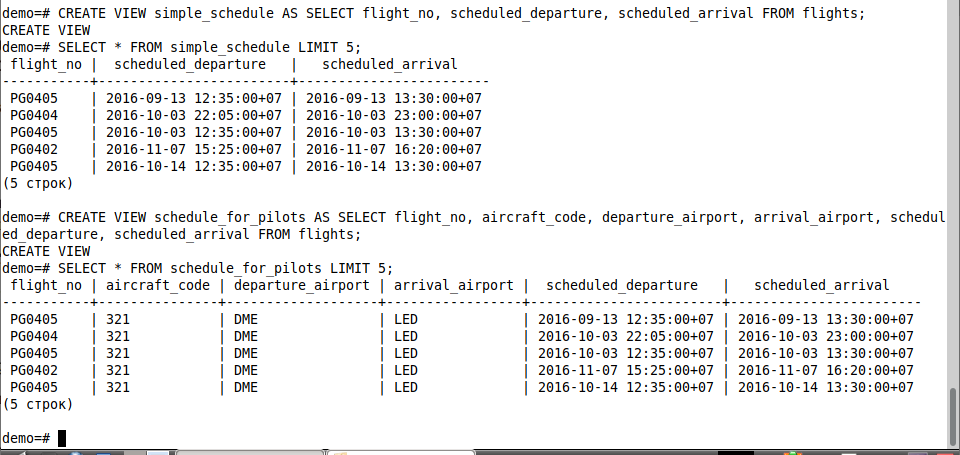 demo=# CREATE VIEW simple_schedule AS SELECT flight_no, scheduled_departure, scheduled_arrival FROM flights;
CREATE VIEW
demo=# SELECT * FROM simple_schedule LIMIT 5;
 flight_no |  scheduled_departure   |   scheduled_arrival
-----------+------------------------+------------------------
 PG0405    | 2016-09-13 12:35:00+07 | 2016-09-13 13:30:00+07
 PG0404    | 2016-10-03 22:05:00+07 | 2016-10-03 23:00:00+07
 PG0405    | 2016-10-03 12:35:00+07 | 2016-10-03 13:30:00+07
 PG0402    | 2016-11-07 15:25:00+07 | 2016-11-07 16:20:00+07
 PG0405    | 2016-10-14 12:35:00+07 | 2016-10-14 13:30:00+07
(5 строк)

demo=# CREATE VIEW schedule_for_pilots AS SELECT flight_no, aircraft_code, departure_airport, arrival_airport, schedul
ed_departure, scheduled_arrival FROM flights;
CREATE VIEW
demo=# SELECT * FROM schedule_for_pilots LIMIT 5;
 flight_no | aircraft_code | departure_airport | arrival_airport |  scheduled_departure   |   scheduled_arrival
-----------+---------------+-------------------+-----------------+------------------------+------------------------
 PG0405    | 321           | DME               | LED             | 2016-09-13 12:35:00+07 | 2016-09-13 13:30:00+07
 PG0404    | 321           | DME               | LED             | 2016-10-03 22:05:00+07 | 2016-10-03 23:00:00+07
 PG0405    | 321           | DME               | LED             | 2016-10-03 12:35:00+07 | 2016-10-03 13:30:00+07
 PG0402    | 321           | DME               | LED             | 2016-11-07 15:25:00+07 | 2016-11-07 16:20:00+07
 PG0405    | 321           | DME               | LED             | 2016-10-14 12:35:00+07 | 2016-10-14 13:30:00+07
(5 строк)

demo=#